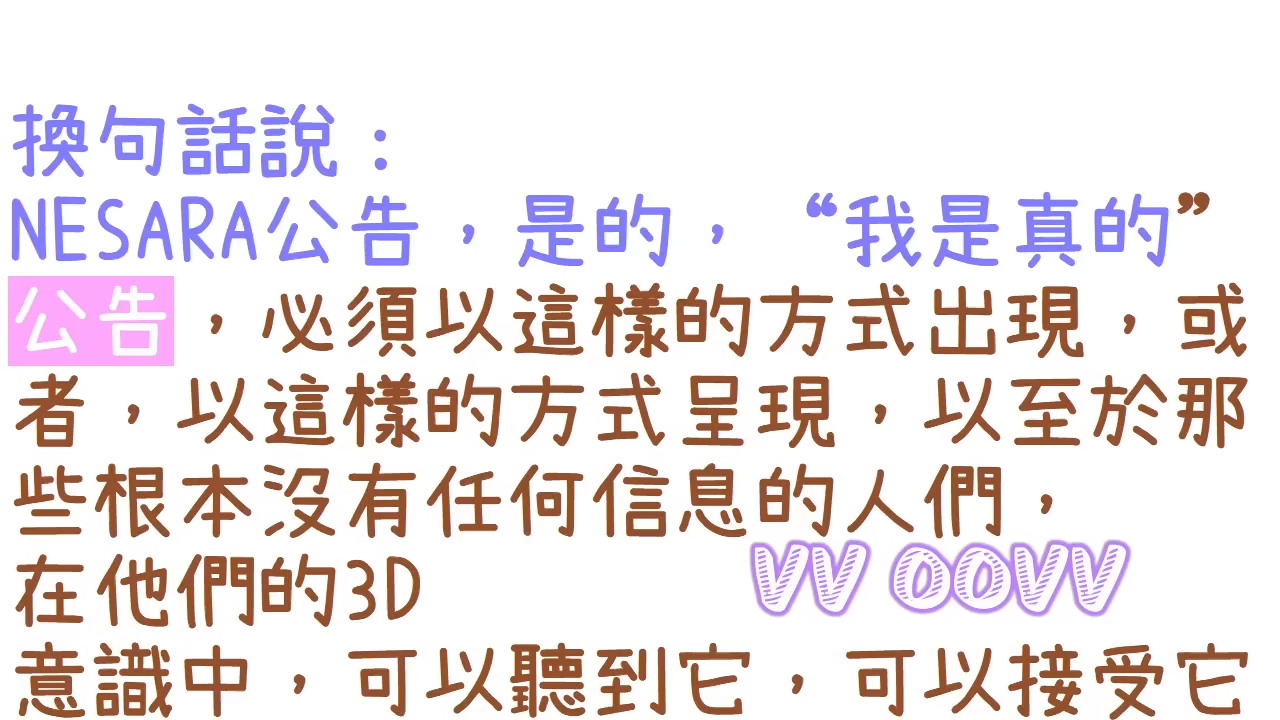 換句話說：
NESARA公告，是的，“我是真的”
公告，必須以這樣的方式出現，或
者，以這樣的方式呈現，以至於那
些根本沒有任何信息的人們，
在他們的3D
VV OOVV
意識中，可以聽到它，可以接受它